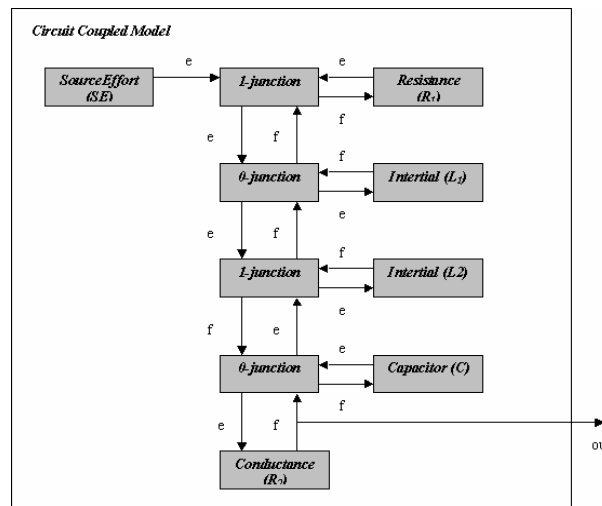 Circuit Coupled Model
e
e
SourceEffort
(SE)
1-junction
Resistance
(R1)
f
e
f
f
0-junction
Intertial (L1)
e
e
f
f
1-junction
Intertial (L2)
e
f
e
e
0-junction
Capacitor (C)
f
e
f
Conductance
(R2)